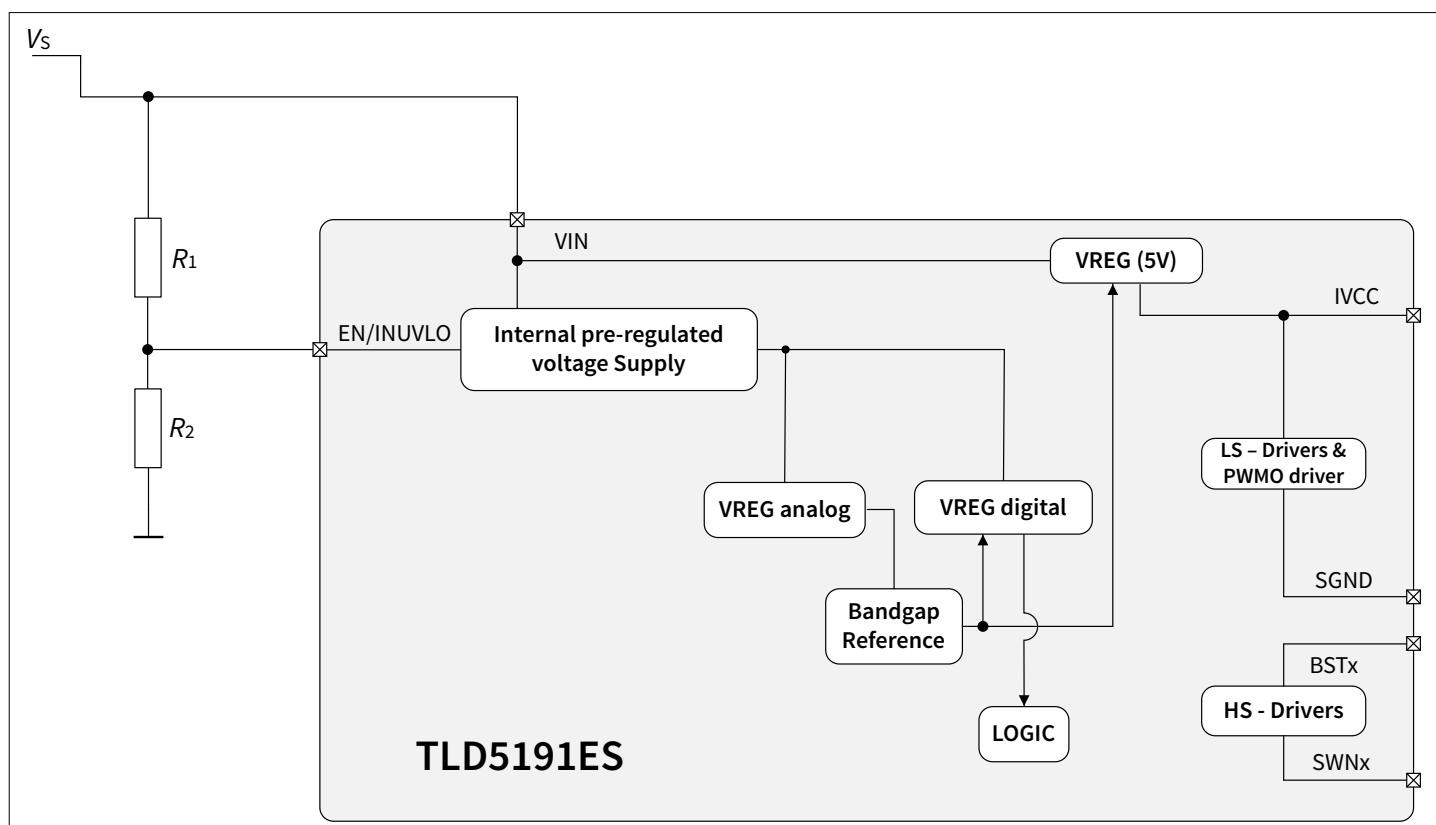 VS
R1
VIN
VREG (5V)
IVCC
EN/INUVLO
Internal pre-regulated
voltage Supply
R2
LS – Drivers &
PWMO driver
VREG analog
VREG digital
SGND
Bandgap
Reference
BSTx
HS - Drivers
LOGIC
TLD5191ES
SWNx